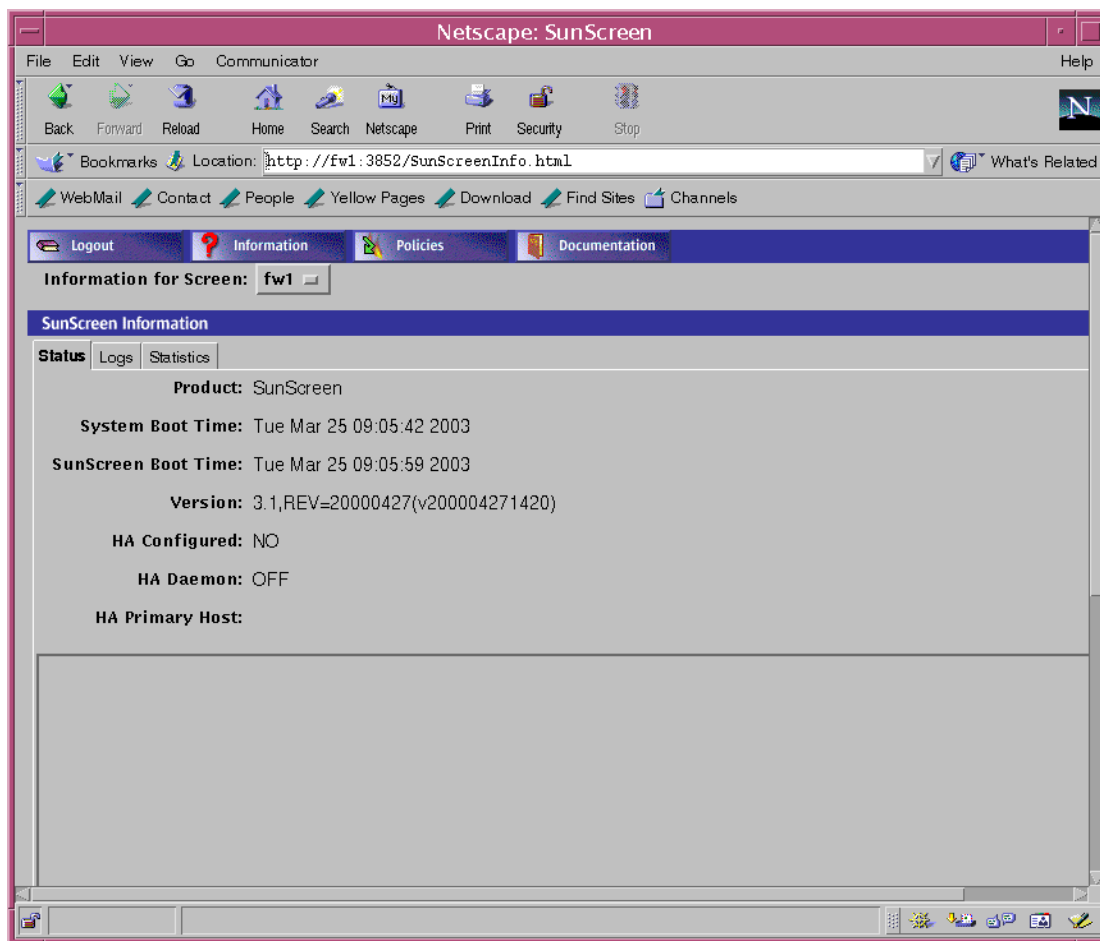 Netscape: SunScreen
File Edit View Go Communicator Help
My
N
Back Forward Reload Home Search Netscape Print Security Stop
Bookmarks Location: http://fw1:3852/SunScreenInfo.html What's Related
WebMail Contact People Yellow Pages Download Find Sites Channels
Logout Information Policies Documentation
Information for Screen: fw1
SunScreen Information
Status Logs Statistics
Product: SunScreen
System Boot Time: Tue Mar 25 09:05:42 2003
SunScreen Boot Time: Tue Mar 25 09:05:59 2003
Version: 3.1,REV=20000427(v200004271420)
HA Configured: NO
HA Daemon: OFF
HA Primary Host: